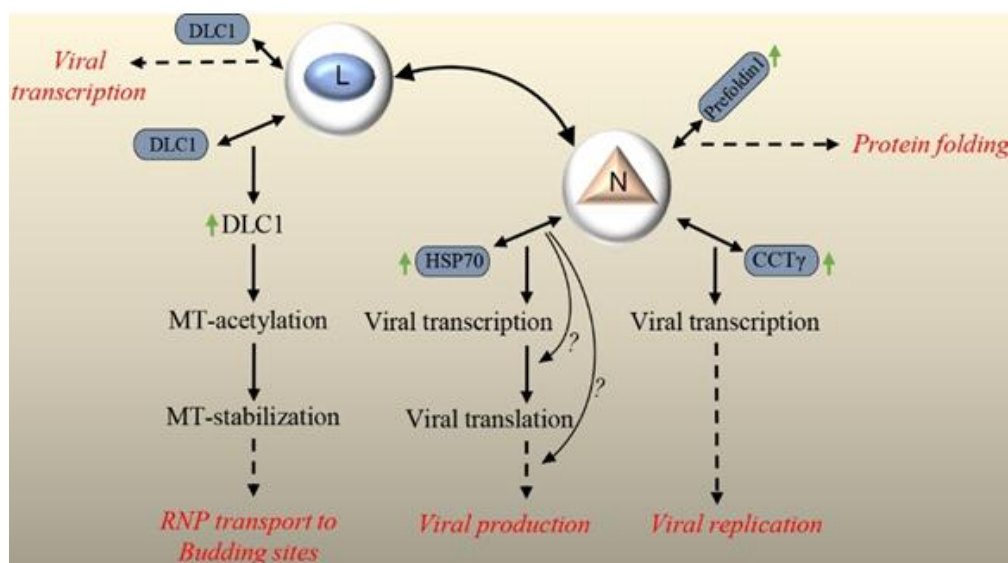 DLC1
L
Viral
transcription
Prefoldin1
DLC1
Protein folding
N
DLC1
HSP70
CCTγ
MT-acetylation
Viral transcription
Viral transcription
?
?
MT-stabilization
Viral translation
RNP transport to
Budding sites
Viral production
Viral replication